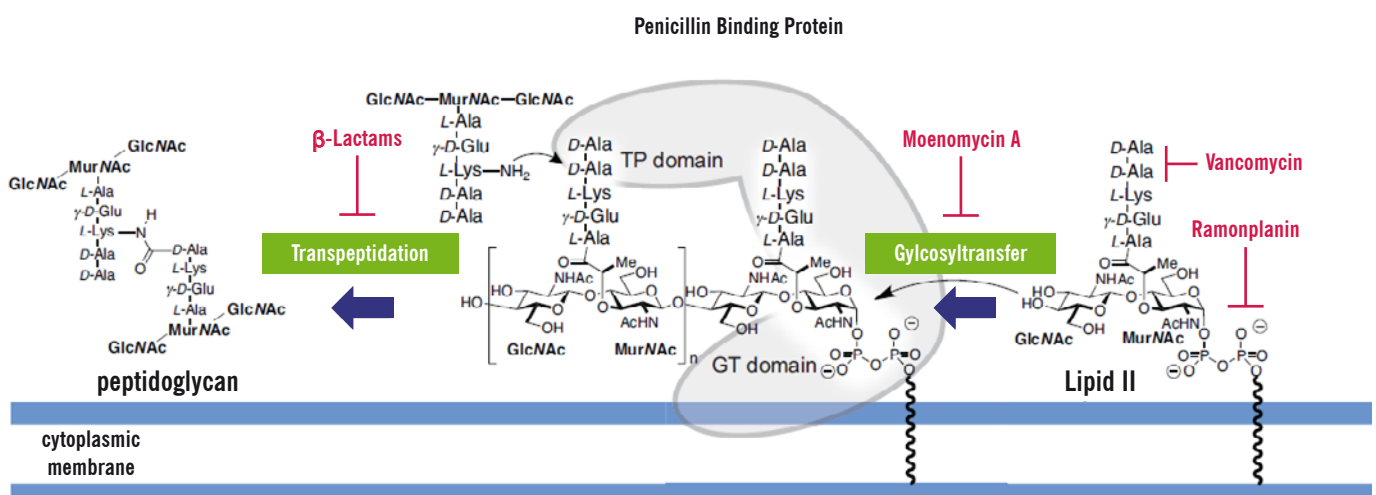 Penicillin Binding Protein
GlcNAc
MurNAc
GlcNAc
L-Ala
γ-D-Glu
L-Lys
N
H
D-Ala
D-Ala
O
D-Ala
L-Lys
γ-D-Glu
L-Ala
GlcNAc
MurNAc
GlcNAc
peptidoglycan
β-Lactams
Transpeptidation
GlcNAc—MurNAc—GlcNAc
L-Ala
γ-D-Glu
L-Lys—NH2
D-Ala
D-Ala
D-Ala
D-Ala
L-Lys
γ-D-Glu
L-Ala
O
Me
OH
NHAc
HO
HO
O
O
O
O
OH
AcHN
GlcNAc
MurNAc
n
TP domain
D-Ala
D-Ala
L-Lys
γ-D-Glu
L-Ala
O
Me
OH
NHAc
HO
O
O
O
O
O
OH
AcHN
O
O=P
O
P=O
⊖O
O
⊖
O
GT domain
Moenomycin A
Gylcosyltransfer
D-Ala
D-Ala
L-Lys
γ-D-Glu
L-Ala
Vancomycin
Ramonplanin
O
Me
OH
NHAc
HO
HO
O
O
O
O
OH
AcHN
GlcNAc
MurNAc
O
O=P
O
P=O
⊖O
O
⊖
O
Lipid II
cytoplasmic
membrane